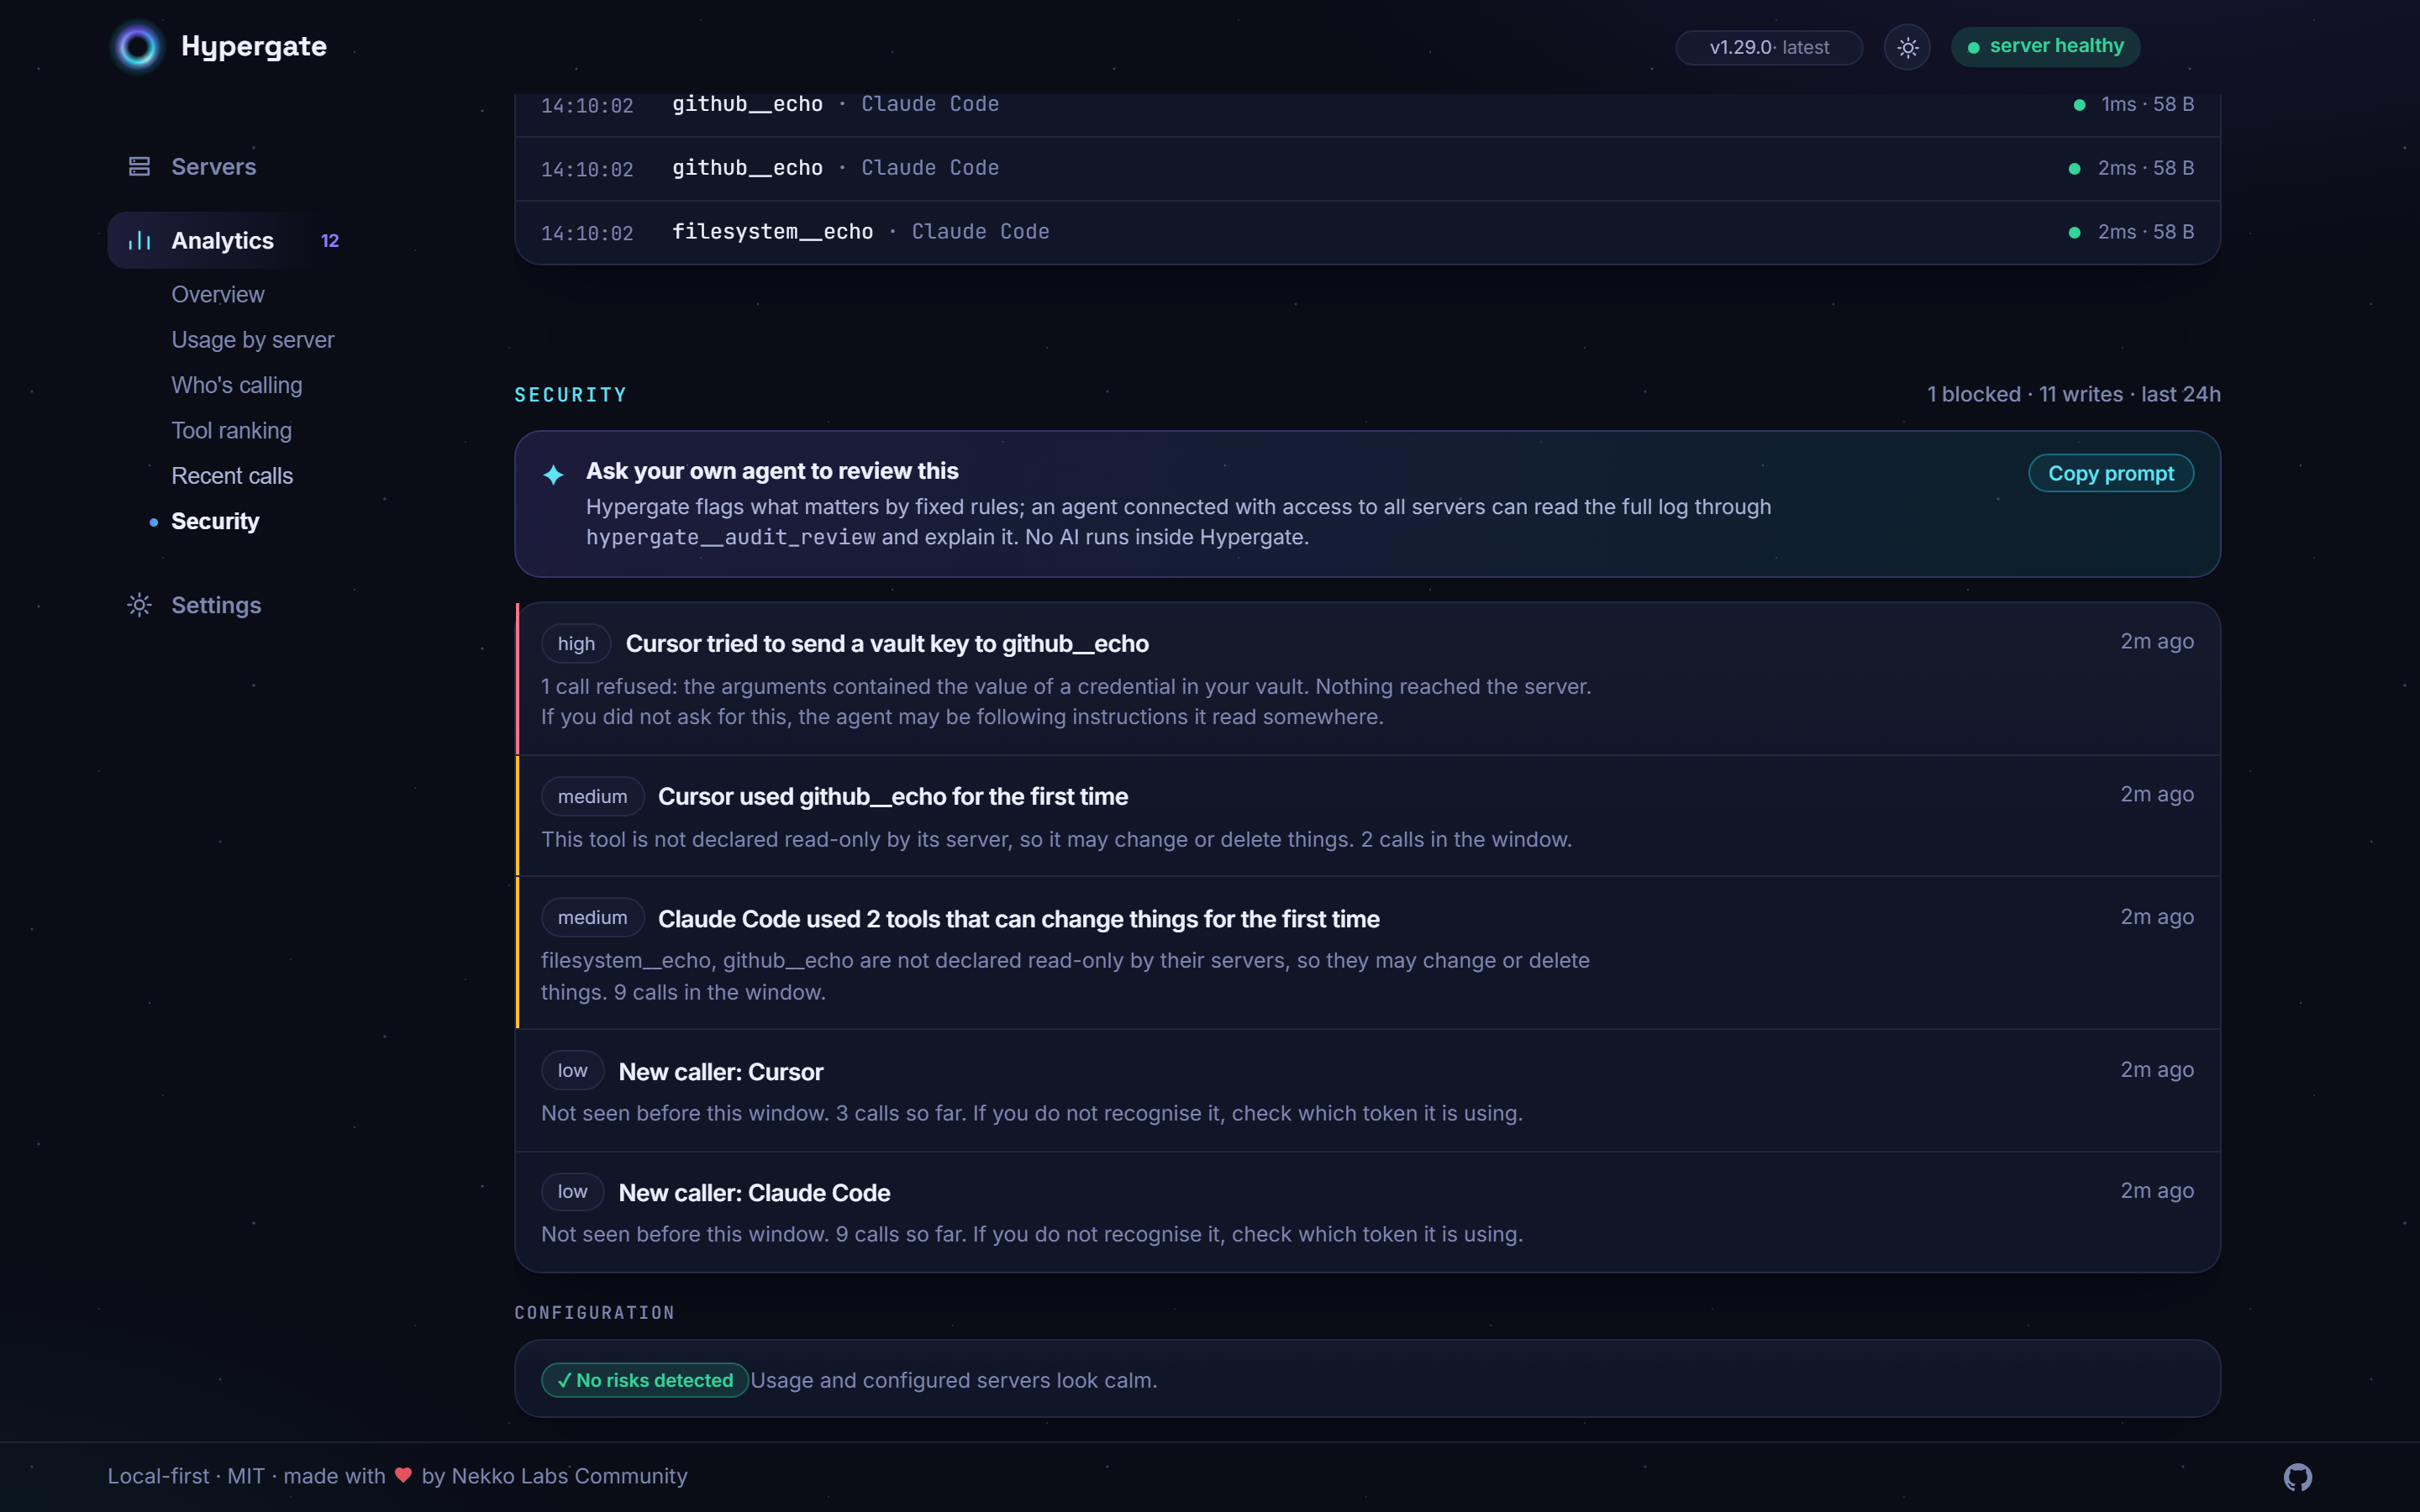 Hypergate
v1.29.0 · latest
server healthy
Servers
Analytics 12
Overview
Usage by server
Who's calling
Tool ranking
Recent calls
Security
Settings
14:10:02 github__echo · Claude Code 1ms · 58 B
14:10:02 github__echo · Claude Code 2ms · 58 B
14:10:02 filesystem__echo · Claude Code 2ms · 58 B
SECURITY 1 blocked · 11 writes · last 24h
Ask your own agent to review this Copy prompt
Hypergate flags what matters by fixed rules; an agent connected with access to all servers can read the full log through
hypergate__audit_review and explain it. No AI runs inside Hypergate.
high Cursor tried to send a vault key to github__echo 2m ago
1 call refused: the arguments contained the value of a credential in your vault. Nothing reached the server.
If you did not ask for this, the agent may be following instructions it read somewhere.
medium Cursor used github__echo for the first time 2m ago
This tool is not declared read-only by its server, so it may change or delete things. 2 calls in the window.
medium Claude Code used 2 tools that can change things for the first time 2m ago
filesystem__echo, github__echo are not declared read-only by their servers, so they may change or delete
things. 9 calls in the window.
low New caller: Cursor 2m ago
Not seen before this window. 3 calls so far. If you do not recognise it, check which token it is using.
low New caller: Claude Code 2m ago
Not seen before this window. 9 calls so far. If you do not recognise it, check which token it is using.
CONFIGURATION
✓ No risks detected Usage and configured servers look calm.
Local-first · MIT · made with ❤ by Nekko Labs Community